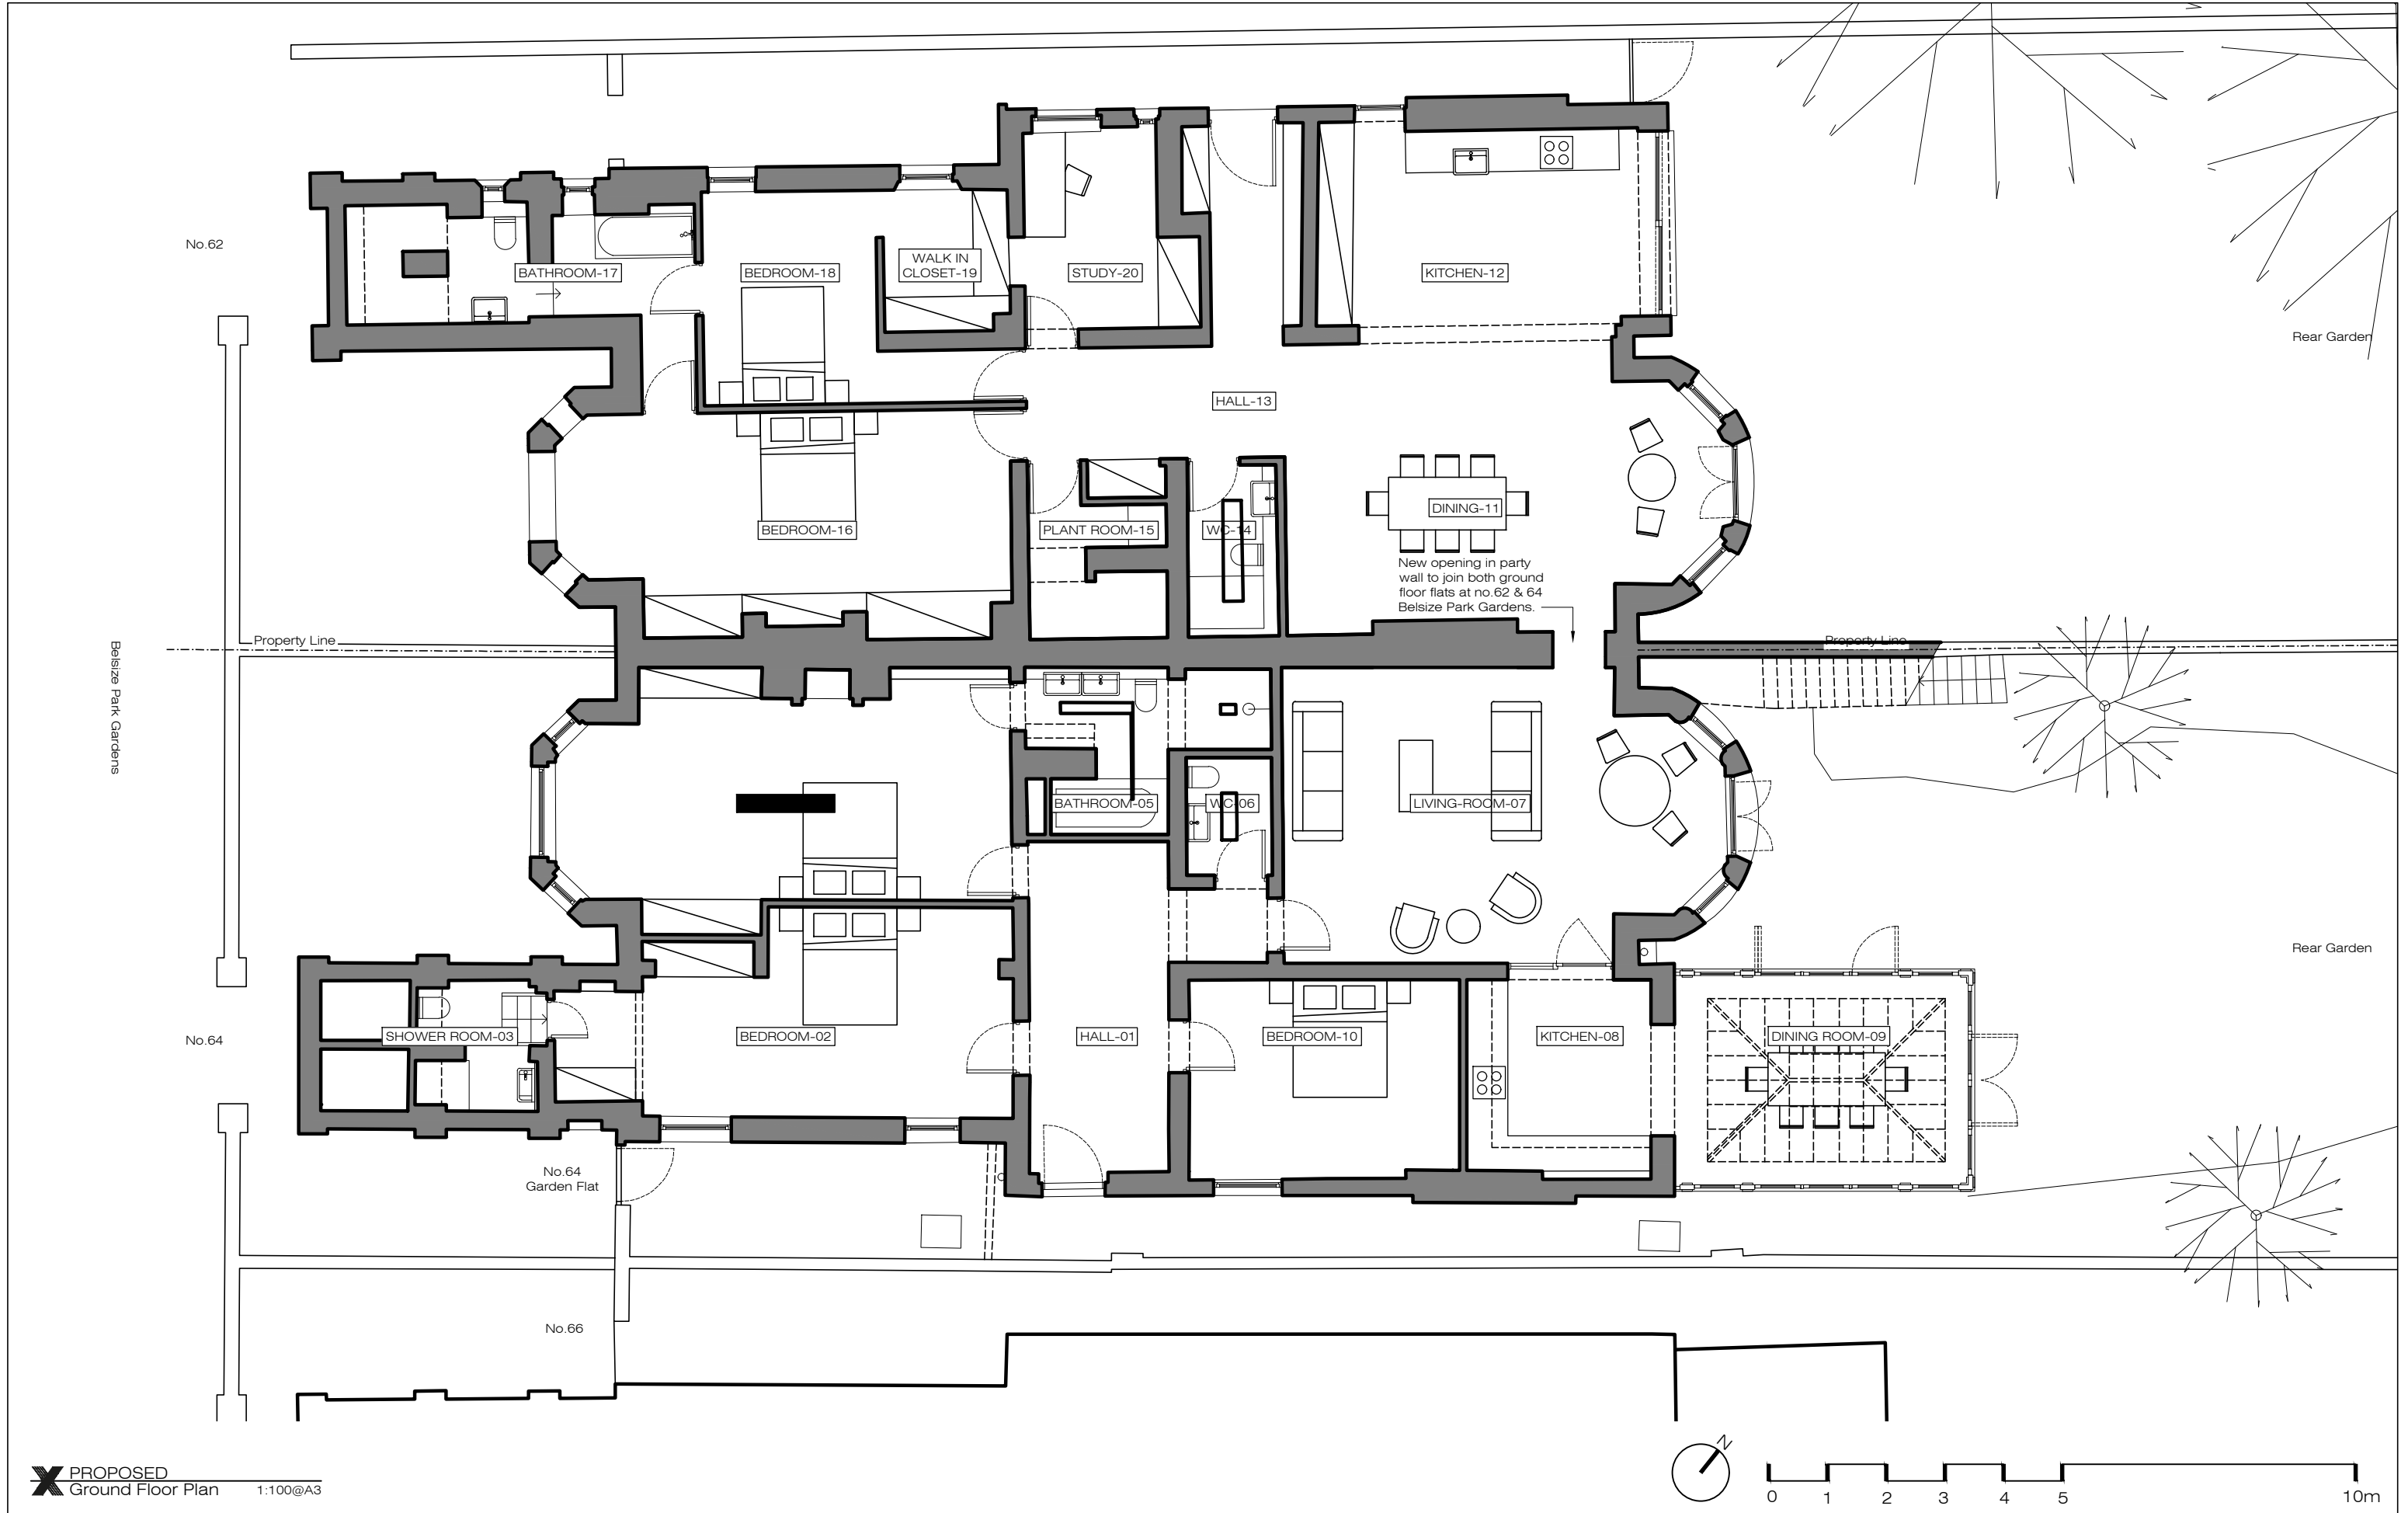 No.62
BATHROOM-17
BEDROOM-18
WALK IN
CLOSET-19
STUDY-20
KITCHEN-12
Rear Garden
HALL-13
BEDROOM-16
PLANT ROOM-15
WC-14
DINING-11
New opening in party
wall to join both ground
floor flats at no.62 & 64
Belsize Park Gardens.
Property Line
Property Line
Belsize Park Gardens
BATHROOM-05
WC-06
LIVING-ROOM-07
Rear Garden
No.64
SHOWER ROOM-03
BEDROOM-02
HALL-01
BEDROOM-10
KITCHEN-08
DINING ROOM-09
No.64
Garden Flat
No.66
PROPOSED
Ground Floor Plan 1:100@A3
N
0 1 2 3 4 5 10m